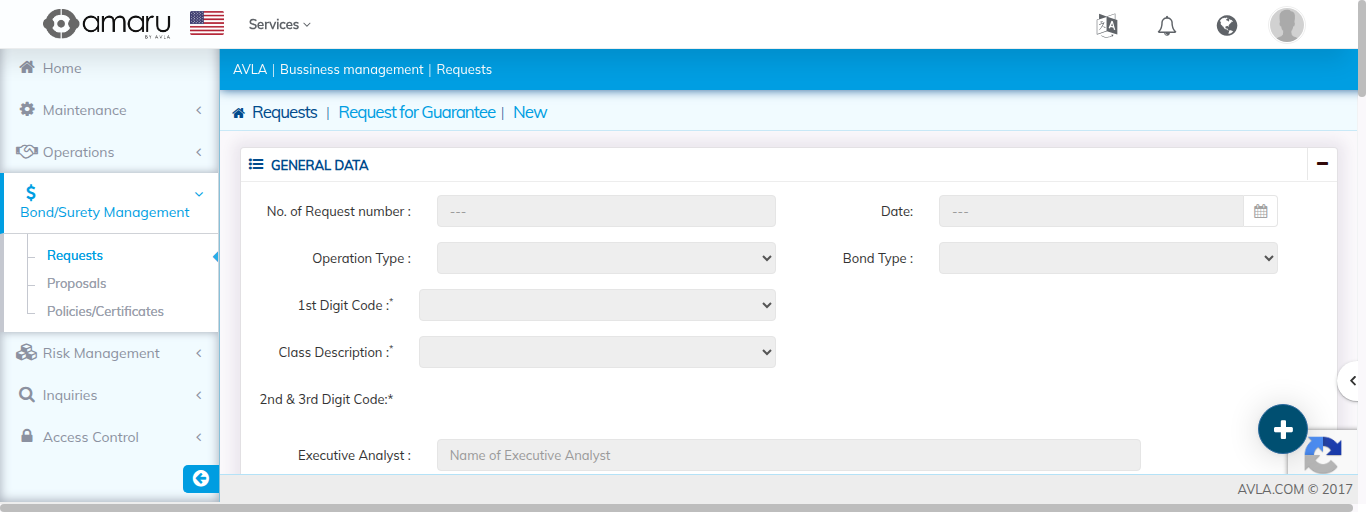 amaru
BY AVLA
Services
Home
Maintenance
Operations
Bond/Surety Management
Requests
Proposals
Policies/Certificates
Risk Management
Inquiries
Access Control
AVLA | Bussiness management | Requests
Requests | Request for Guarantee | New
GENERAL DATA
No. of Request number : ---
Date: ---
Operation Type :
Bond Type :
1st Digit Code :*
Class Description :*
2nd & 3rd Digit Code:*
Executive Analyst : Name of Executive Analyst
AVLA.COM © 2017